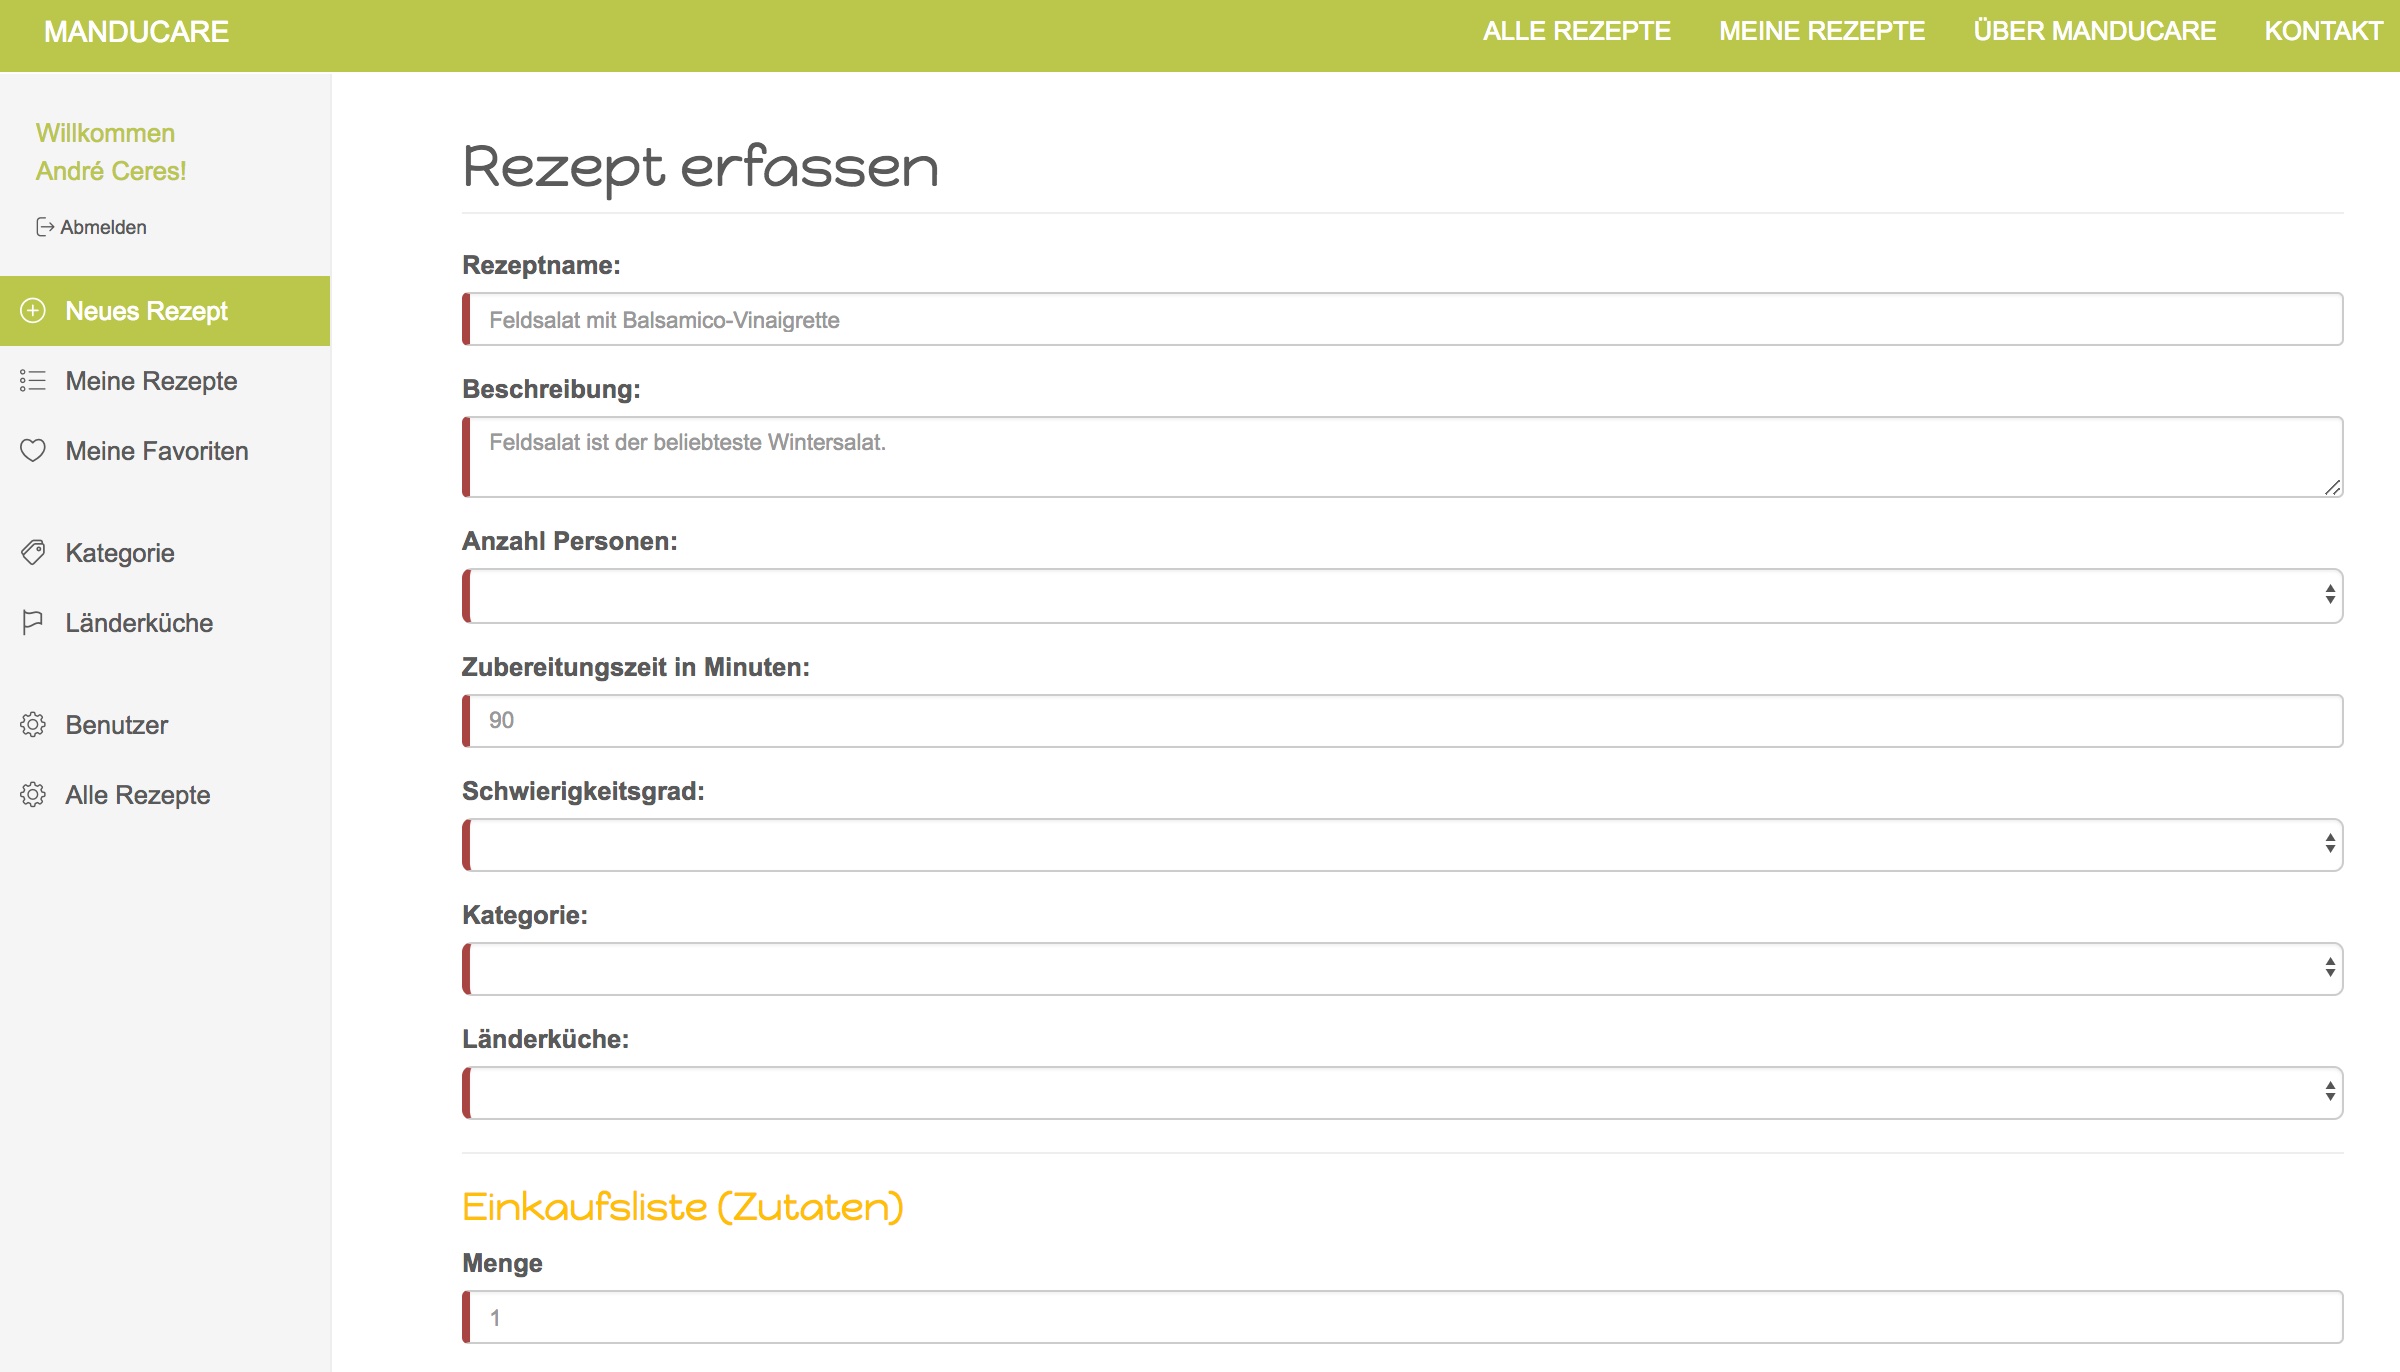 MANDUCARE
ALLE REZEPTE MEINE REZEPTE ÜBER MANDUCARE KONTAKT
Willkommen
André Ceres!
Abmelden
Neues Rezept
Meine Rezepte
Meine Favoriten
Kategorie
Länderküche
Benutzer
Alle Rezepte
Rezept erfassen
Rezeptname:
Feldsalat mit Balsamico-Vinaigrette
Beschreibung:
Feldsalat ist der beliebteste Wintersalat.
Anzahl Personen:
Zubereitungszeit in Minuten:
90
Schwierigkeitsgrad:
Kategorie:
Länderküche:
Einkaufsliste (Zutaten)
Menge
1